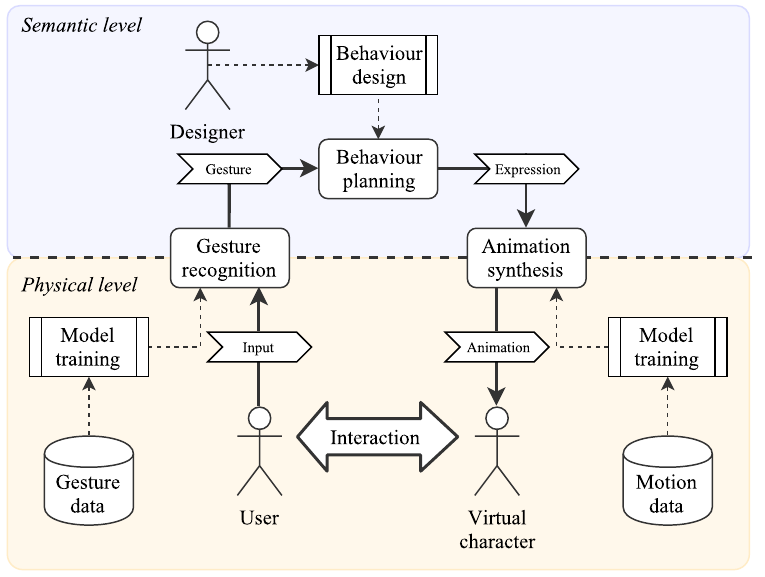 Semantic level
Behaviour
design
Designer
Gesture
Behaviour
planning
Expression
Gesture
recognition
Animation
synthesis
Physical level
Model
training
Input
Animation
Model
training
Interaction
Gesture
data
User
Virtual
character
Motion
data